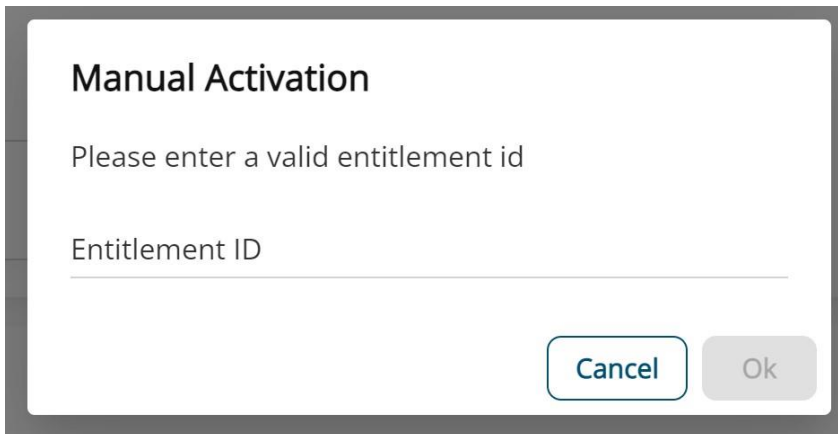 Manual Activation
Please enter a valid entitlement id
Entitlement ID
Cancel Ok